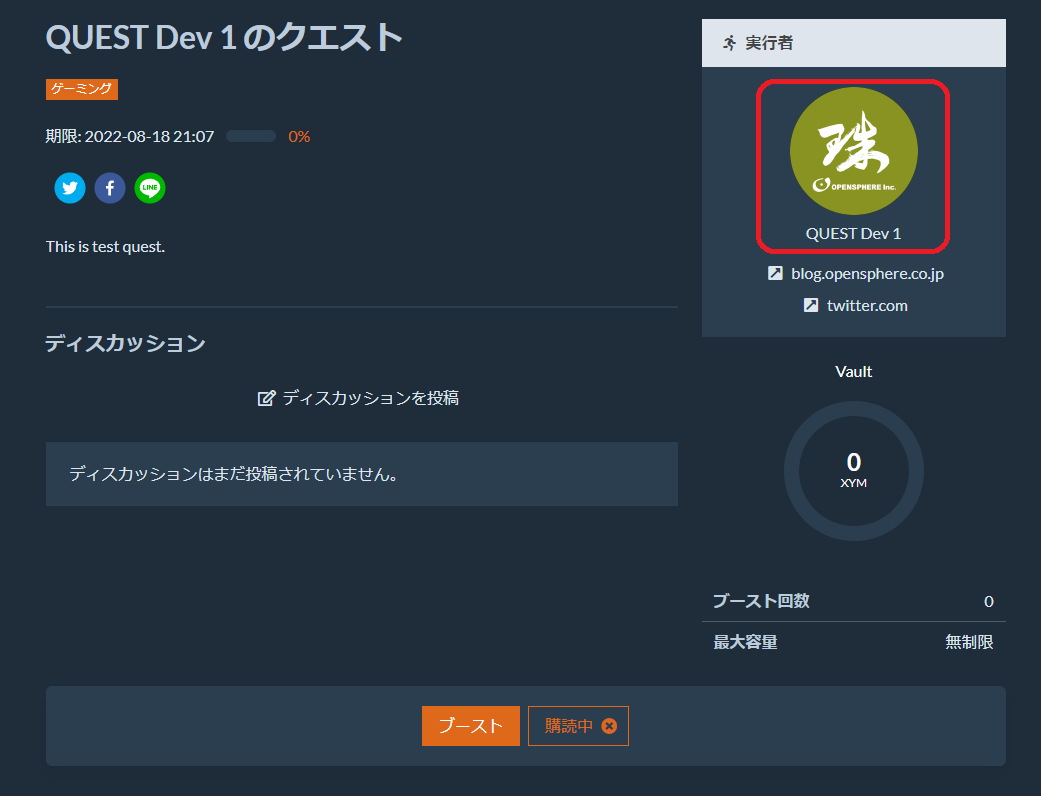 QUEST Dev 1 のクエスト
ゲーミング
期限: 2022-08-18 21:07 0%
LINE
This is test quest.
ディスカッション
ディスカッションを投稿
ディスカッションはまだ投稿されていません。
実行者
珠
OPENSPHERE Inc.
QUEST Dev 1
blog.opensphere.co.jp
twitter.com
Vault
0
XYM
ブースト回数 0
最大容量 無制限
ブースト 購読中